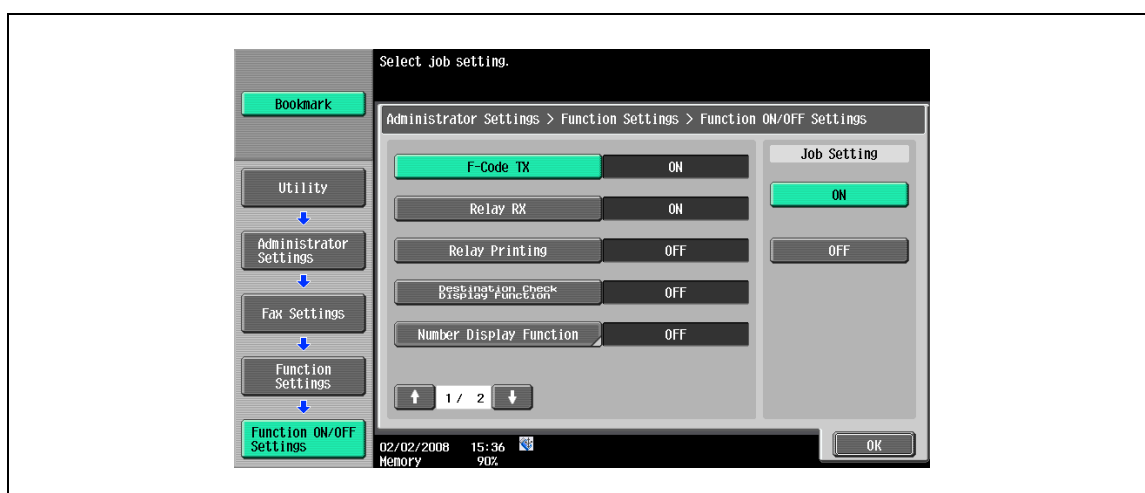 Select job setting.
Bookmark
Administrator Settings > Function Settings > Function ON/OFF Settings
Utility
Administrator
Settings
Fax Settings
Function
Settings
Function ON/OFF
Settings
F-Code TX ON
Relay RX ON
Relay Printing OFF
Destination Check
Display Function
OFF
Number Display Function OFF
1 / 2
Job Setting
ON
OFF
02/02/2008 15:36
Memory 90%
OK